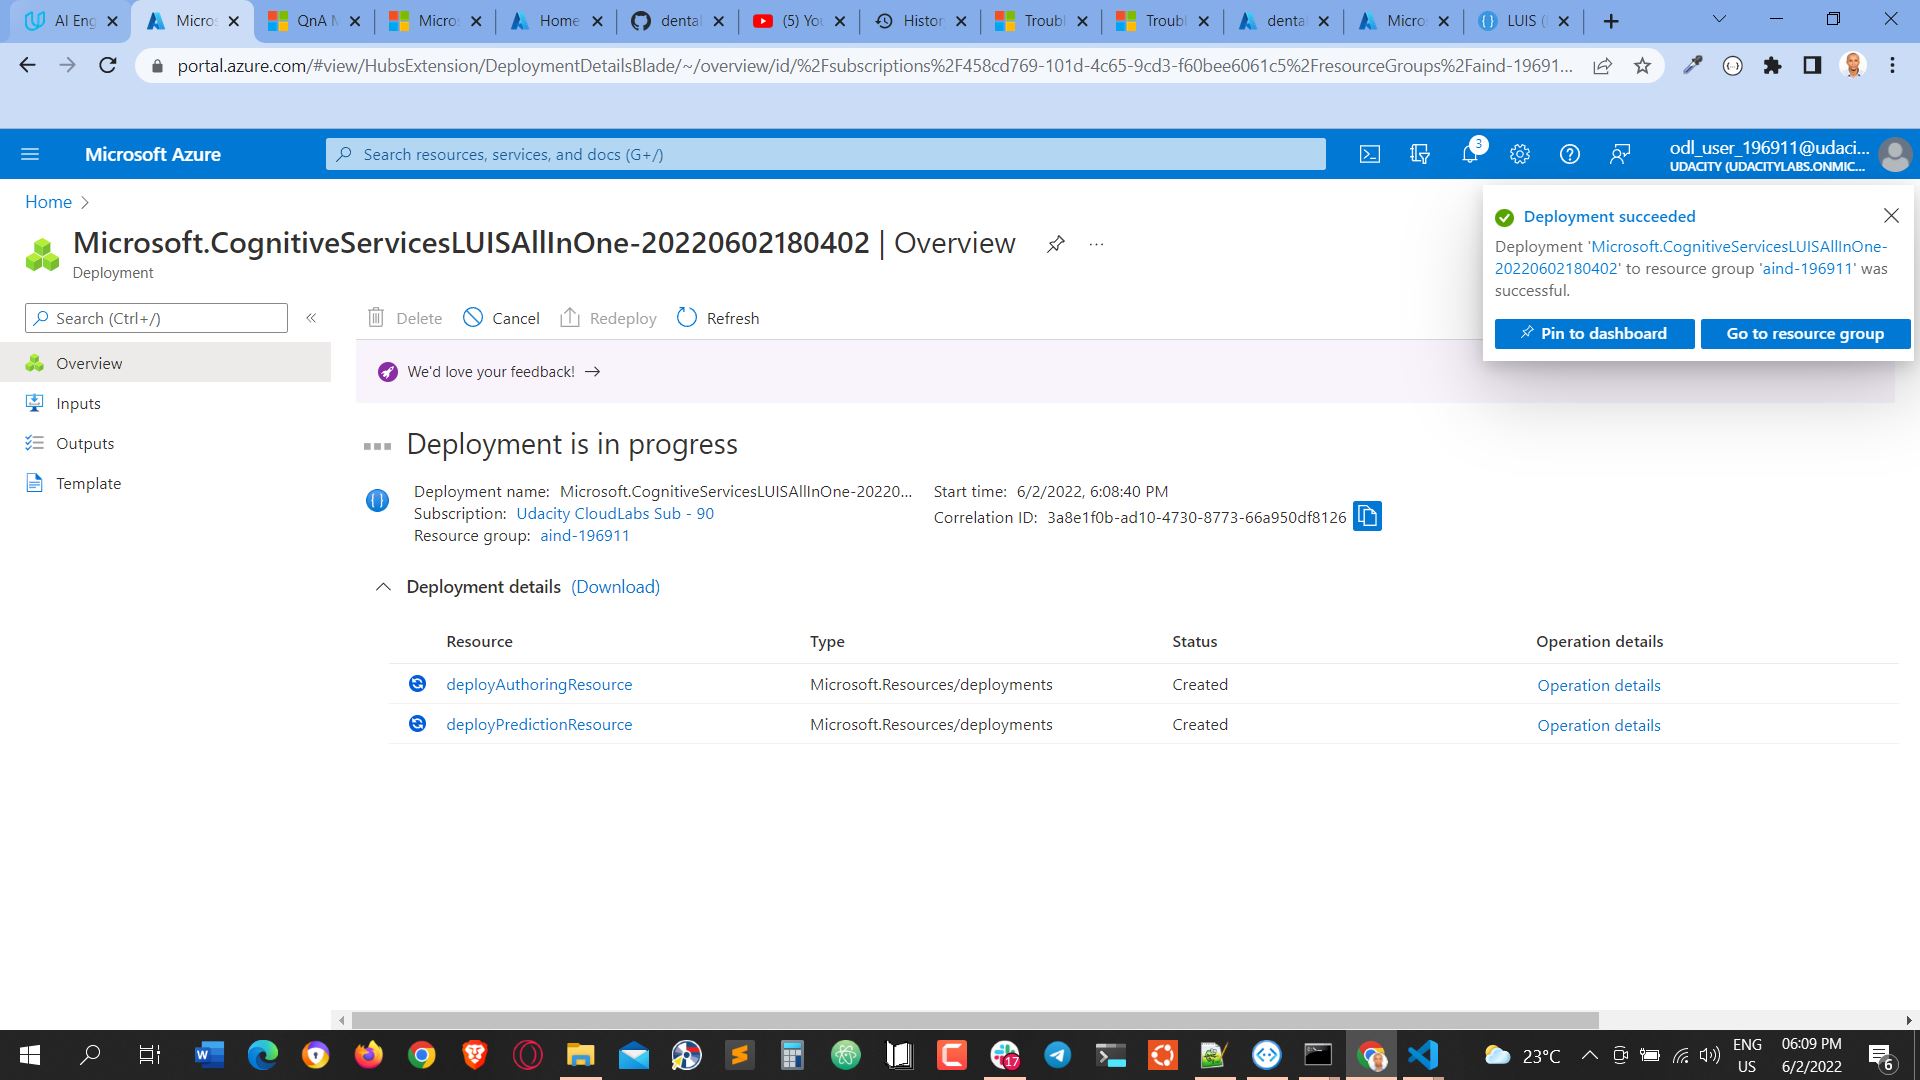 AI Eng
Micros
QnA M
Micro
Home
dental
(5) You
Histor
Troubl
Troubl
denta
Micro
LUIS (
portal.azure.com/#view/HubsExtension/DeploymentDetailsBlade/~/overview/id/%2Fsubscriptions%2F458cd769-101d-4c65-9cd3-f60bee6061c5%2FresourceGroups%2Faind-19691...
Microsoft Azure
Search resources, services, and docs (G+/)
3
odl_user_196911@udaci...
UDACITY (UDACITYLABS.ONMIC...
Home
Microsoft.CognitiveServicesLUISAllInOne-20220602180402 | Overview
Deployment
Deployment succeeded
Deployment 'Microsoft.CognitiveServicesLUISAllInOne-
20220602180402' to resource group 'aind-196911' was
successful.
Pin to dashboard
Go to resource group
Search (Ctrl+/)
Delete
Cancel
Redeploy
Refresh
We'd love your feedback! →
Overview
Inputs
Outputs
Template
Deployment is in progress
Deployment name: Microsoft.CognitiveServicesLUISAllInOne-20220...
Subscription: Udacity CloudLabs Sub - 90
Resource group: aind-196911
Start time: 6/2/2022, 6:08:40 PM
Correlation ID: 3a8e1f0b-ad10-4730-8773-66a950df8126
Deployment details (Download)
Resource Type Status Operation details
deployAuthoringResource Microsoft.Resources/deployments Created Operation details
deployPredictionResource Microsoft.Resources/deployments Created Operation details
17
23°C
ENG
US
06:09 PM
6/2/2022
6